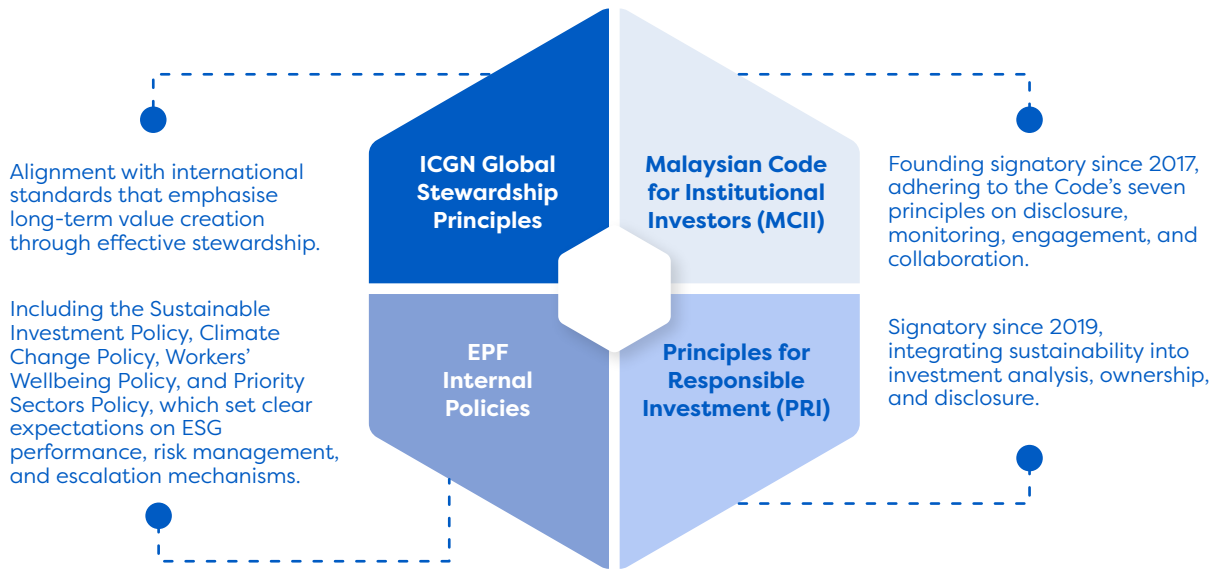 ICGN Global
Stewardship
Principles
Alignment with international
standards that emphasise
long-term value creation
through effective stewardship.
Malaysian Code
for Institutional
Investors (MCII)
Founding signatory since 2017,
adhering to the Code’s seven
principles on disclosure,
monitoring, engagement, and
collaboration.
EPF
Internal
Policies
Including the Sustainable
Investment Policy, Climate
Change Policy, Workers’
Wellbeing Policy, and Priority
Sectors Policy, which set clear
expectations on ESG
performance, risk management,
and escalation mechanisms.
Principles for
Responsible
Investment (PRI)
Signatory since 2019,
integrating sustainability into
investment analysis, ownership,
and disclosure.